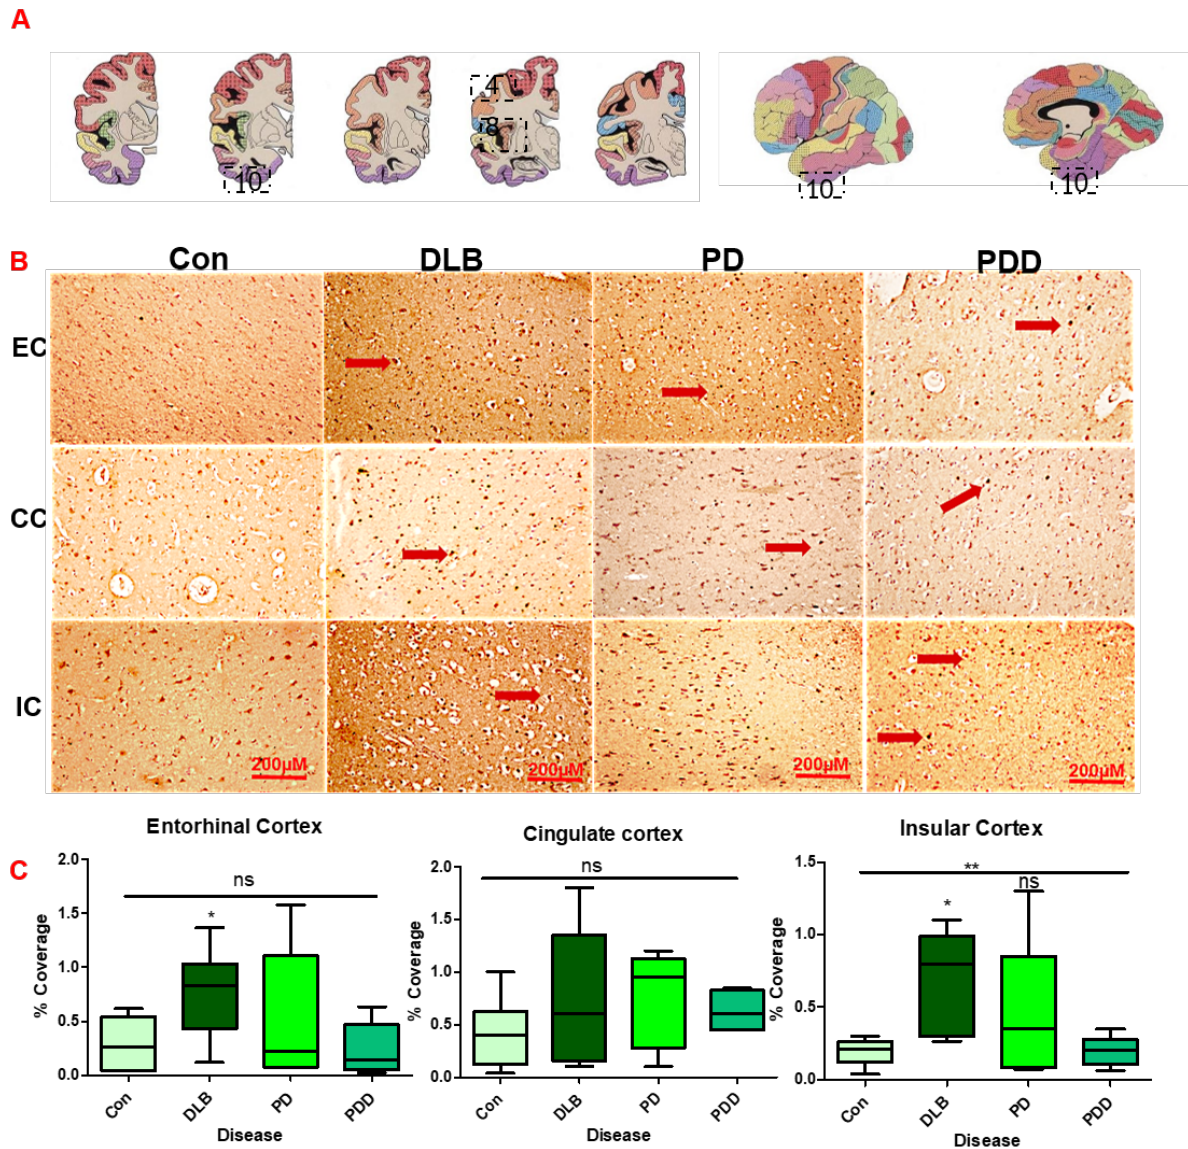 A
4
8
10
10
10
B
Con DLB PD PDD
EC
CC
IC
200µM 200µM 200µM 200µM
C
Entorhinal Cortex
% Coverage
2.0
1.5
1.0
0.5
0.0
ns
*
Con DLB PD PDD
Disease
Cingulate cortex
% Coverage
2.0
1.5
1.0
0.5
0.0
ns
Con DLB PD PDD
Disease
Insular Cortex
% Coverage
1.5
1.0
0.5
0.0
**
ns
*
Con DLB PD PDD
Disease